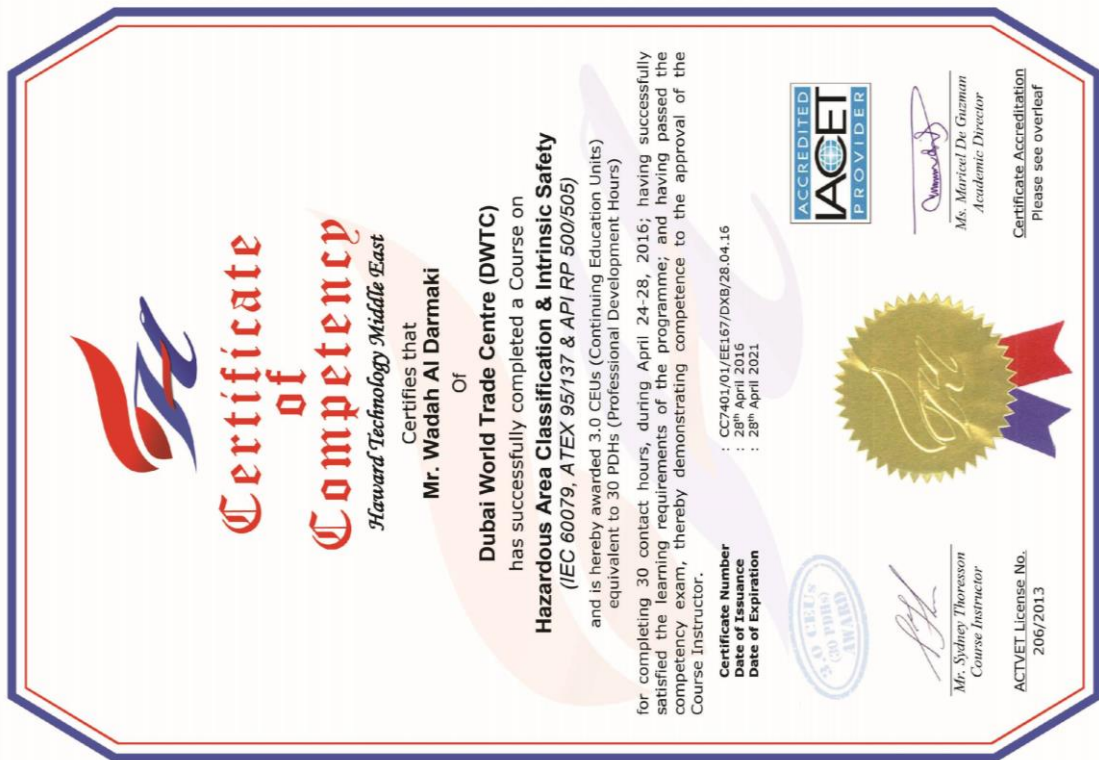 Certificate
of
Competency
Haward Technology Middle East
Certifies that
Mr. Wadah Al Darmaki
Of
Dubai World Trade Centre (DWTC)
has successfully completed a Course on
Hazardous Area Classification & Intrinsic Safety
(IEC 60079, ATEX 95/137 & API RP 500/505)
and is hereby awarded 3.0 CEUs (Continuing Education Units)
equivalent to 30 PDHs (Professional Development Hours)
for completing 30 contact hours, during April 24-28, 2016; having successfully
satisfied the learning requirements of the programme; and having passed the
competency exam, thereby demonstrating competence to the approval of the
Course Instructor.
Certificate Number : CC7401/01/EE167/DXB/28.04.16
Date of Issuance : 28th April 2016
Date of Expiration : 28th April 2021
3.0 CEUs
(30 PDHs)
AWARD
ACCREDITED
IACET
PROVIDER
Mr. Sydney Thoresson
Course Instructor
Ms. Maricel De Guzman
Academic Director
ACTVET License No.
206/2013
Certificate Accreditation
Please see overleaf